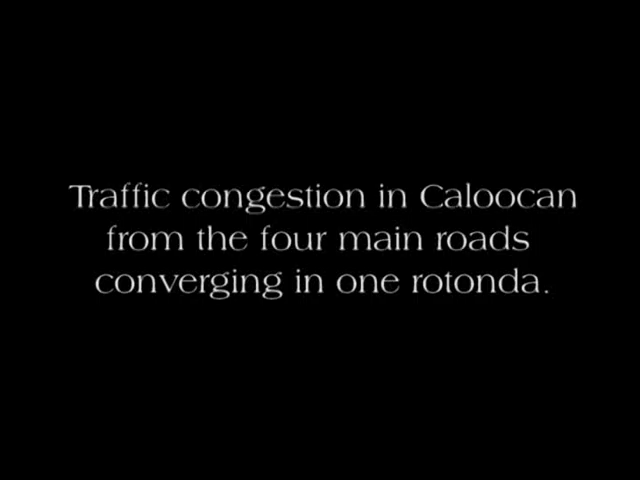 Traffic congestion in Caloocan
from the four main roads
converging in one rotonda.